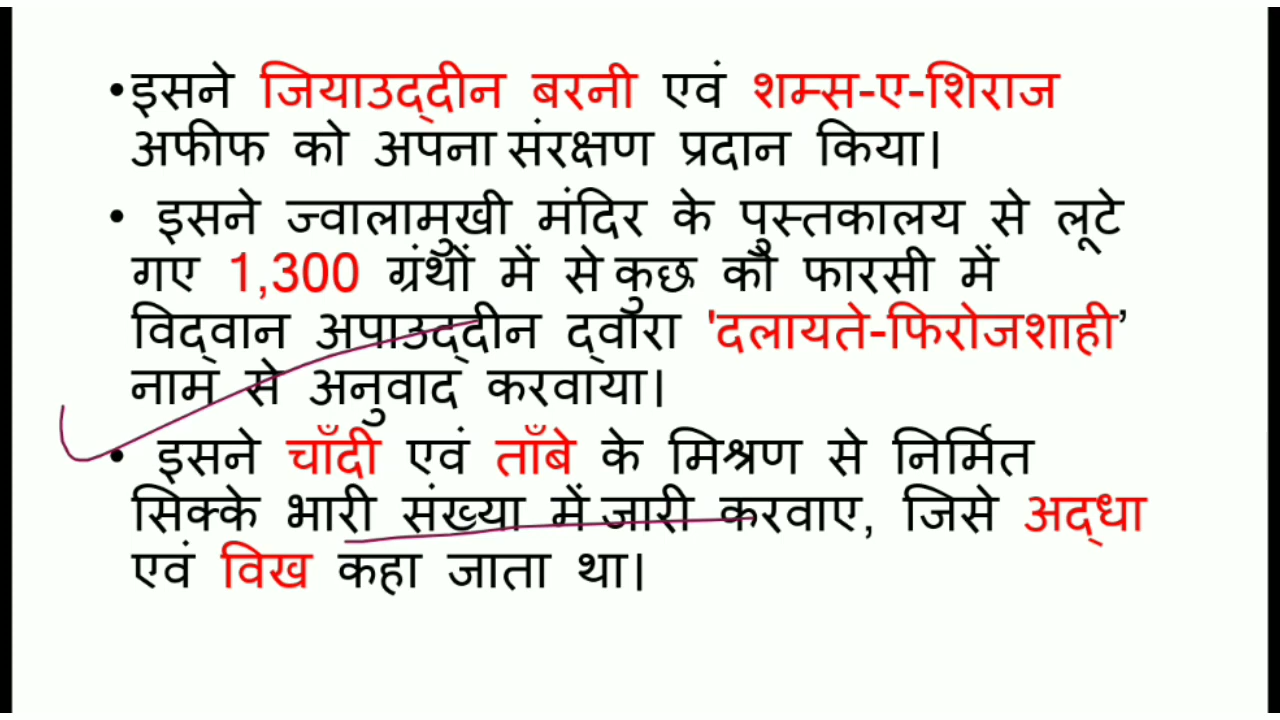 •इसने जियाउद्दीन बरनी एवं शम्स-ए-शिराज
अफीफ को अपना संरक्षण प्रदान किया।
• इसने ज्वालामुखी मंदिर के पुस्तकालय से लूटे
गए 1,300 ग्रंथों में से कुछ को फारसी में
विद्वान अपाउद्दीन द्वारा 'दलायते-फिरोजशाही’
नाम से अनुवाद करवाया।
• इसने चाँदी एवं ताँबे के मिश्रण से निर्मित
सिक्के भारी संख्या में जारी करवाए, जिसे अद्धा
एवं विख कहा जाता था।